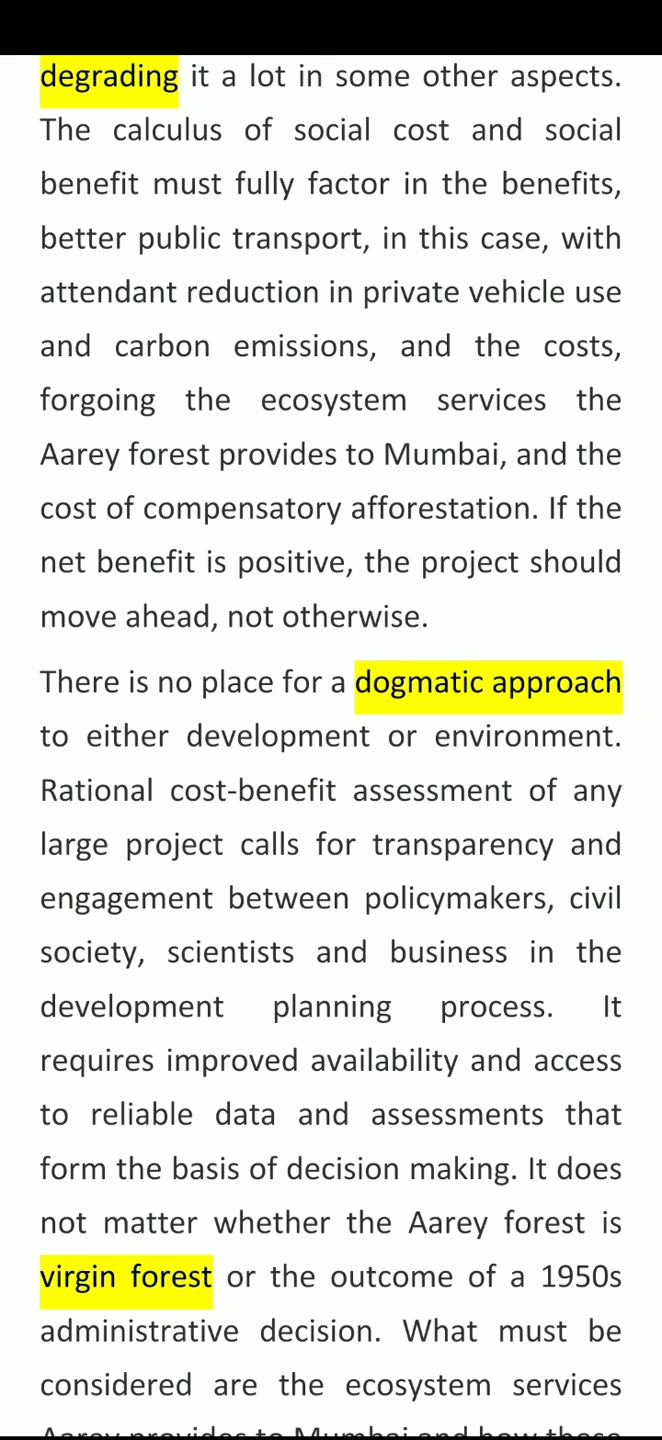 degrading it a lot in some other aspects.
The calculus of social cost and social
benefit must fully factor in the benefits,
better public transport, in this case, with
attendant reduction in private vehicle use
and carbon emissions, and the costs,
forgoing the ecosystem services the
Aarey forest provides to Mumbai, and the
cost of compensatory afforestation. If the
net benefit is positive, the project should
move ahead, not otherwise.
There is no place for a dogmatic approach
to either development or environment.
Rational cost-benefit assessment of any
large project calls for transparency and
engagement between policymakers, civil
society, scientists and business in the
development planning process. It
requires improved availability and access
to reliable data and assessments that
form the basis of decision making. It does
not matter whether the Aarey forest is
virgin forest or the outcome of a 1950s
administrative decision. What must be
considered are the ecosystem services
Aarey provides to Mumbai and how these